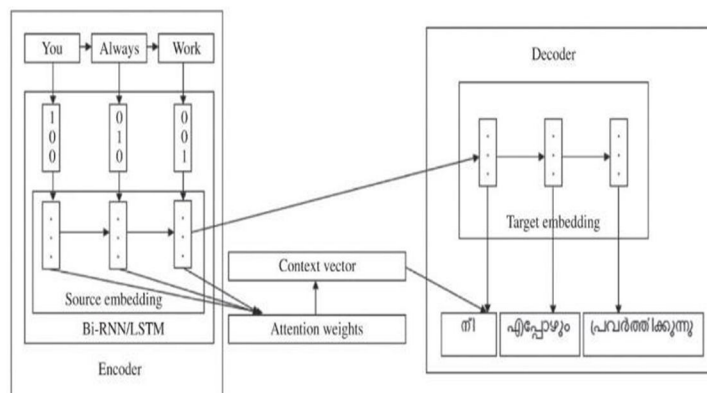 You Always Work
1 0 0
0 1 0
0 0 1
Source embedding
Bi-RNN/LSTM
Encoder
Context vector
Attention weights
Decoder
Target embedding
നീ എപ്പോഴും പ്രവർത്തിക്കുന്നു